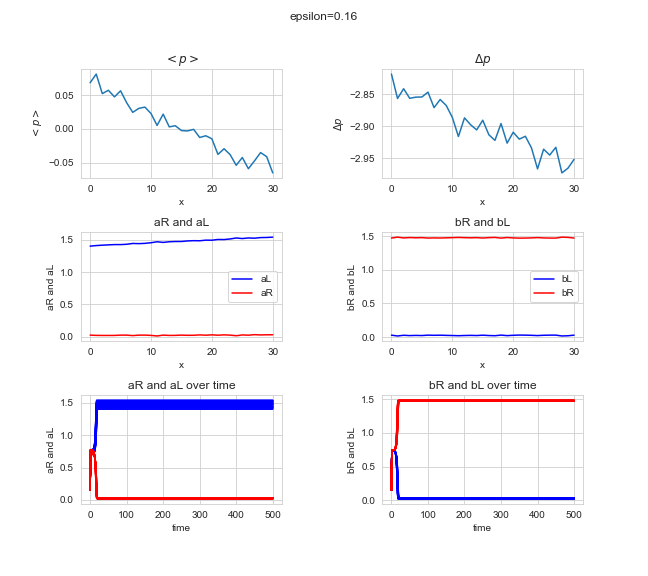 epsilon=0.16
< p >
< p >
0.05
0.00
−0.05
0
10
20
30
x
Δp
Δp
−2.85
−2.90
−2.95
0
10
20
30
x
aR and aL
aR and aL
1.5
1.0
0.5
0.0
aL
aR
0
10
20
30
x
bR and bL
bR and bL
1.5
1.0
0.5
0.0
bL
bR
0
10
20
30
x
aR and aL over time
aR and aL
1.5
1.0
0.5
0.0
0
100
200
300
400
500
time
bR and bL over time
bR and bL
1.5
1.0
0.5
0.0
0
100
200
300
400
500
time